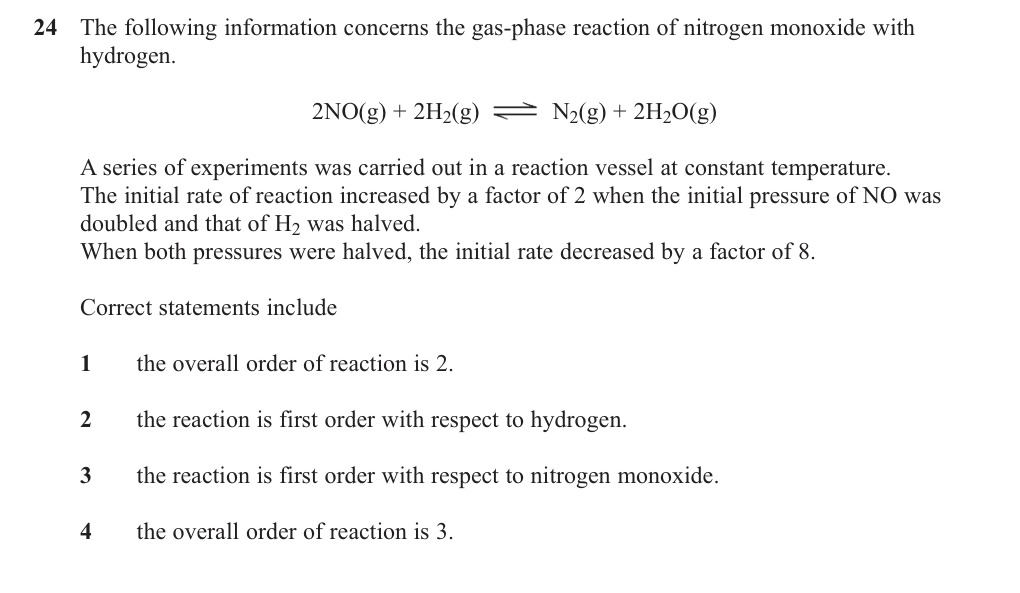 24 The following information concerns the gas-phase reaction of nitrogen monoxide with
hydrogen.
2NO(g) + 2H₂(g) ⇌ N₂(g) + 2H₂O(g)
A series of experiments was carried out in a reaction vessel at constant temperature.
The initial rate of reaction increased by a factor of 2 when the initial pressure of NO was
doubled and that of H₂ was halved.
When both pressures were halved, the initial rate decreased by a factor of 8.
Correct statements include
1 the overall order of reaction is 2.
2 the reaction is first order with respect to hydrogen.
3 the reaction is first order with respect to nitrogen monoxide.
4 the overall order of reaction is 3.